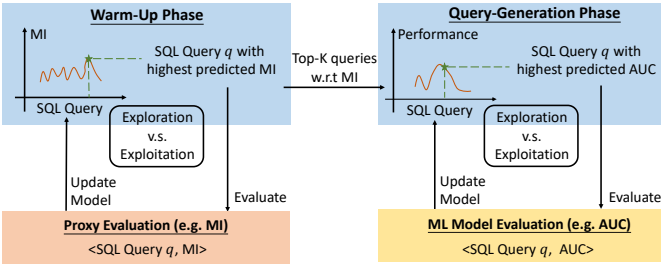 Warm-Up Phase
MI
SQL Query q with
highest predicted MI
SQL Query
Exploration
v.s.
Exploitation
Update
Model
Evaluate
Proxy Evaluation (e.g. MI)
<SQL Query q, MI>
Top-K queries
w.r.t MI
Query-Generation Phase
Performance
SQL Query q with
highest predicted AUC
SQL Query
Exploration
v.s.
Exploitation
Update
Model
Evaluate
ML Model Evaluation (e.g. AUC)
<SQL Query q, AUC>